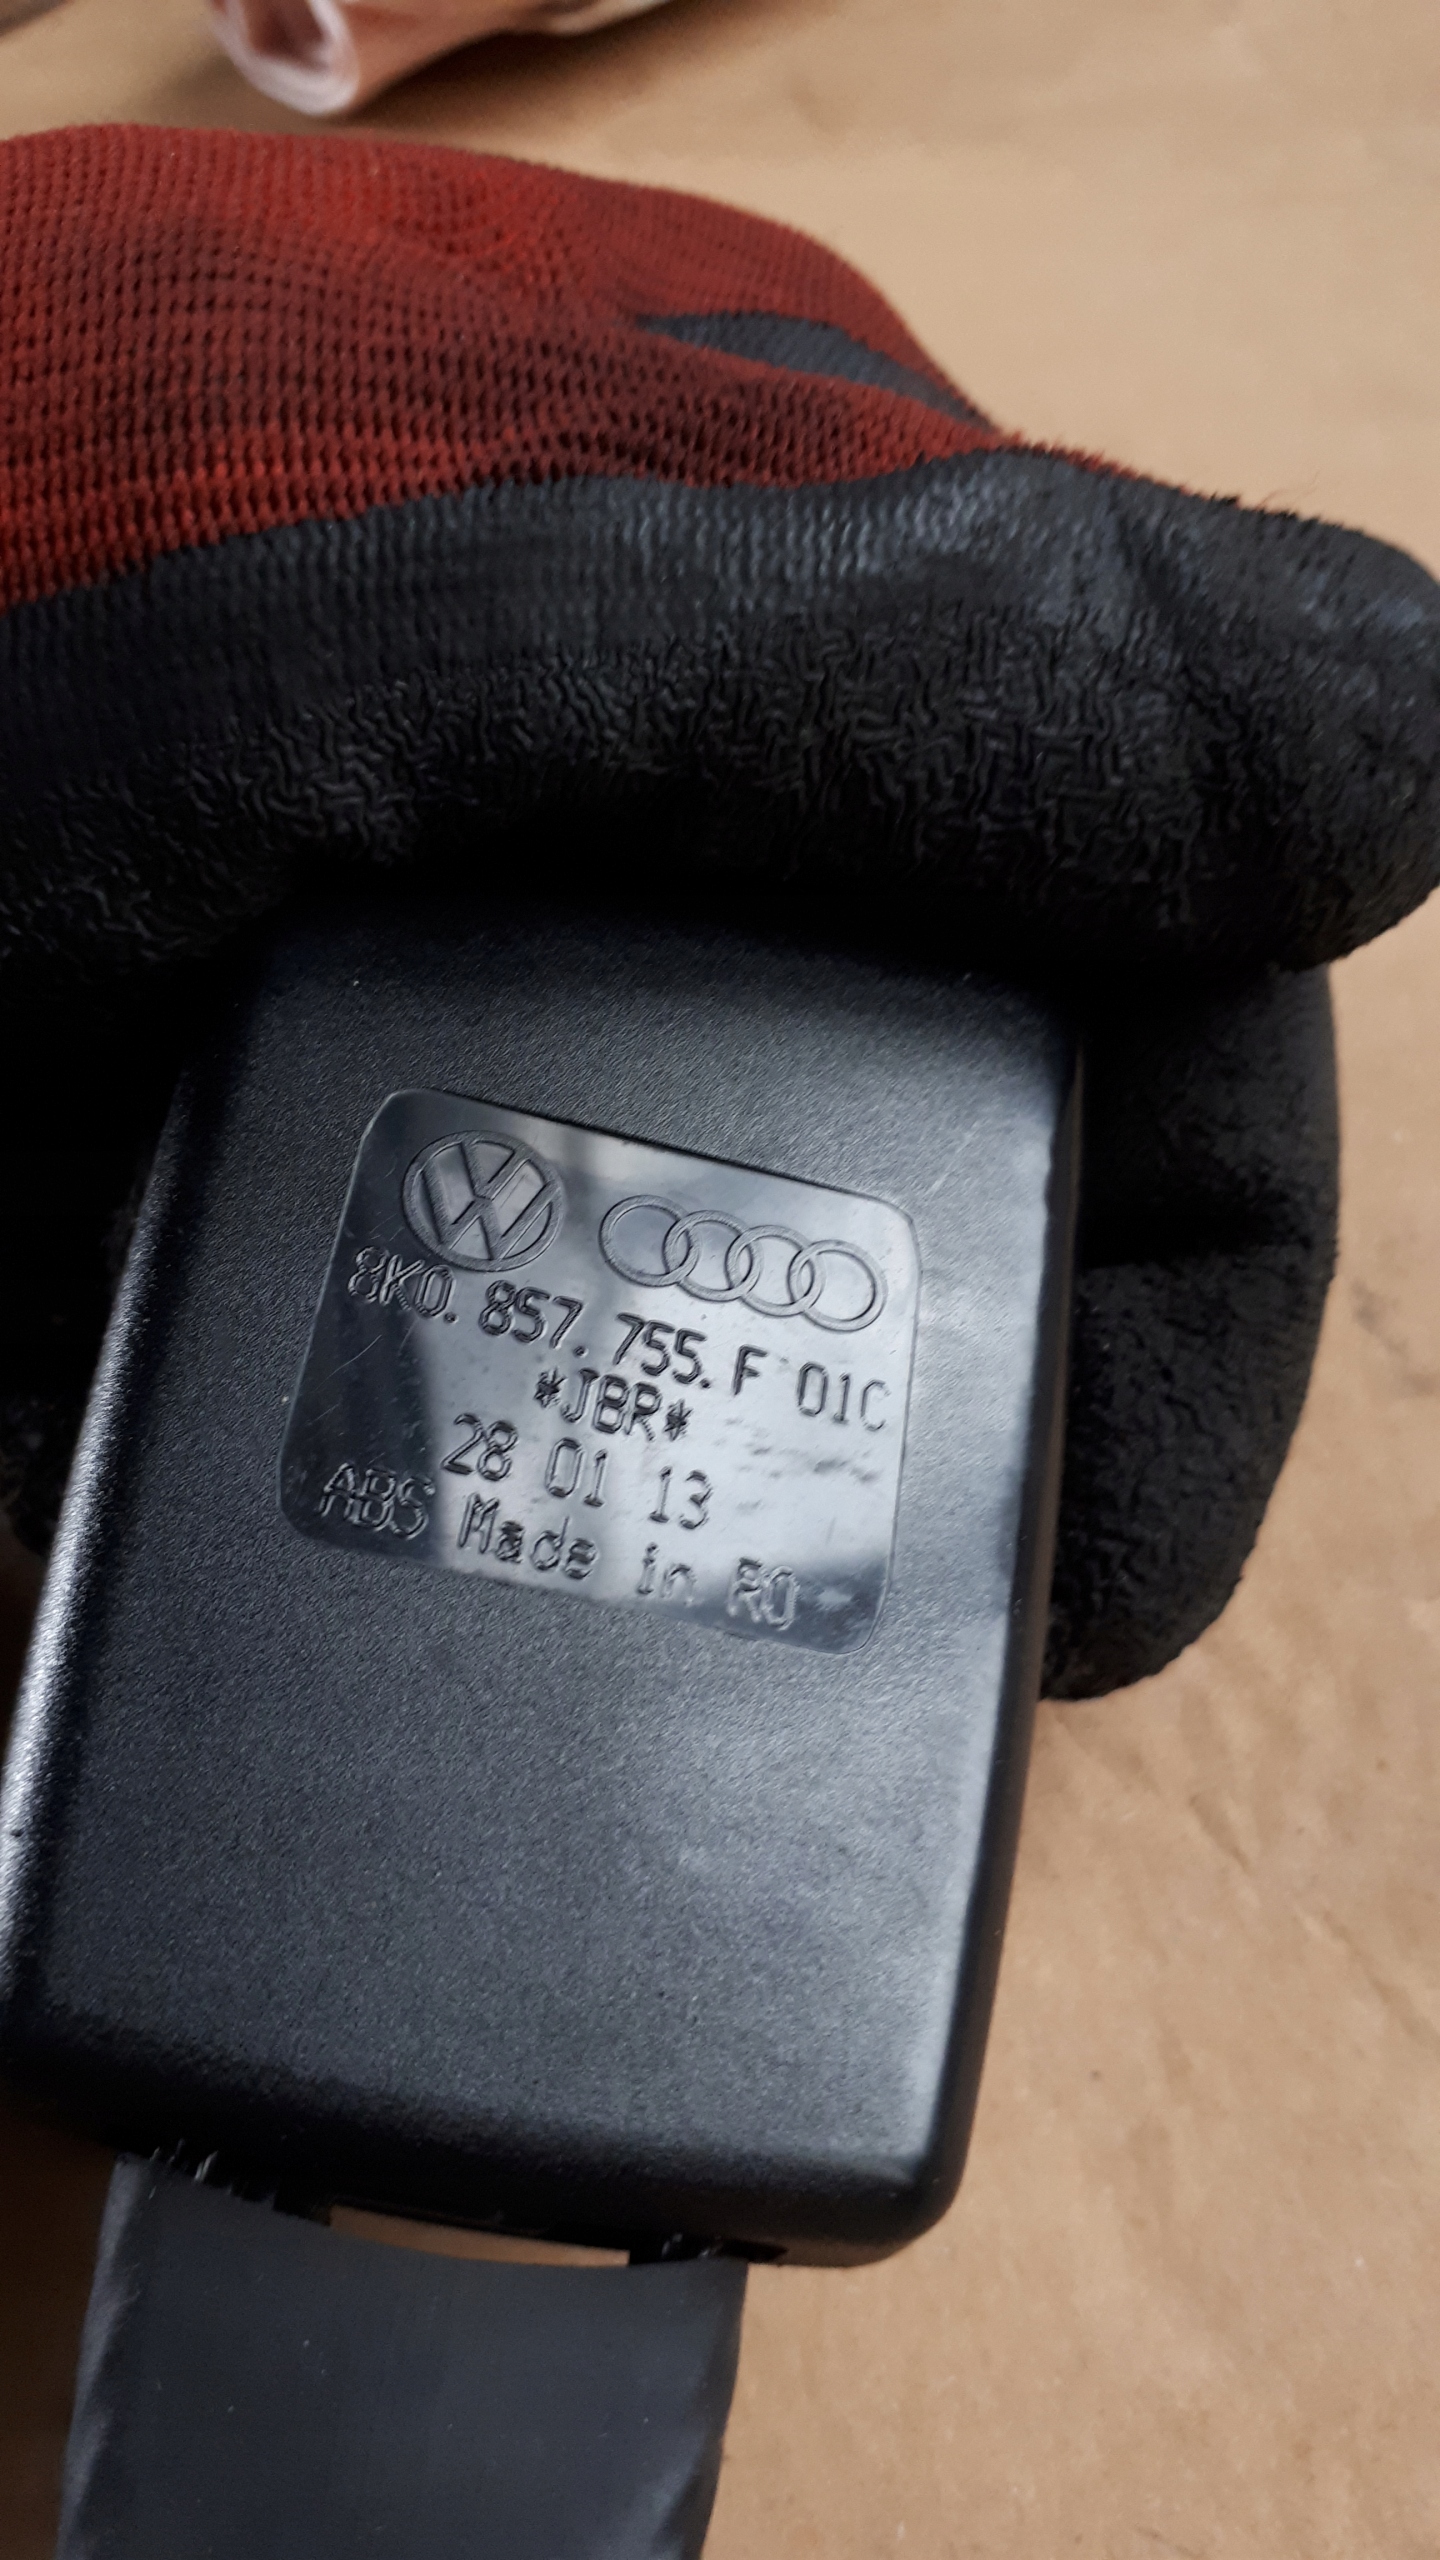 8K0. 857. 755. F 01C
*JBR*
28 01 13
ABS Made in RO